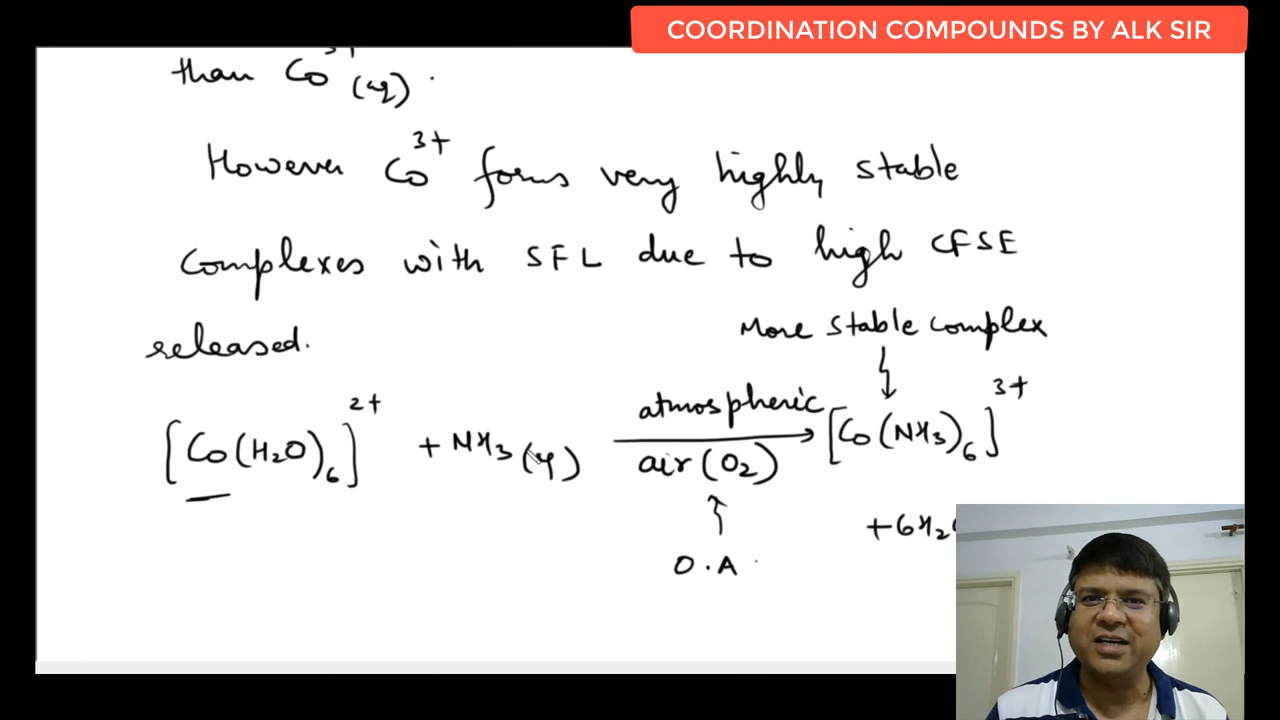 COORDINATION COMPOUNDS BY ALK SIR
than Co (aq) .
However Co³⁺ forms very highly stable
complexes with SFL due to high CFSE
released.
More stable complex
[Co(H₂O)₆]²⁺ + NH₃(aq) atmospheric air (O₂) → [Co(NH₃)₆]³⁺
+6H₂
O.A